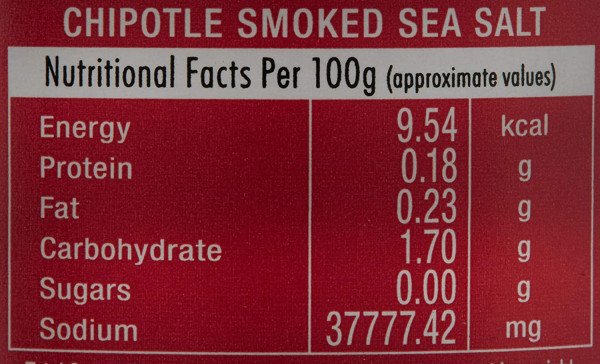 CHIPOTLE SMOKED SEA SALT
Nutritional Facts Per 100g (approximate values)
Energy 9.54 kcal
Protein 0.18 g
Fat 0.23 g
Carbohydrate 1.70 g
Sugars 0.00 g
Sodium 37777.42 mg